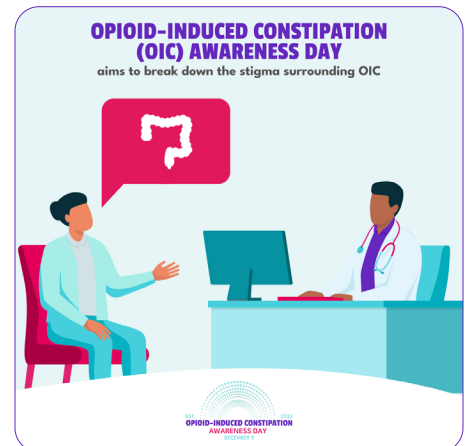 OPIOID-INDUCED CONSTIPATION
(OIC) AWARENESS DAY
aims to break down the stigma surrounding OIC
EST. 2023
OPIOID-INDUCED CONSTIPATION
AWARENESS DAY
DECEMBER 3